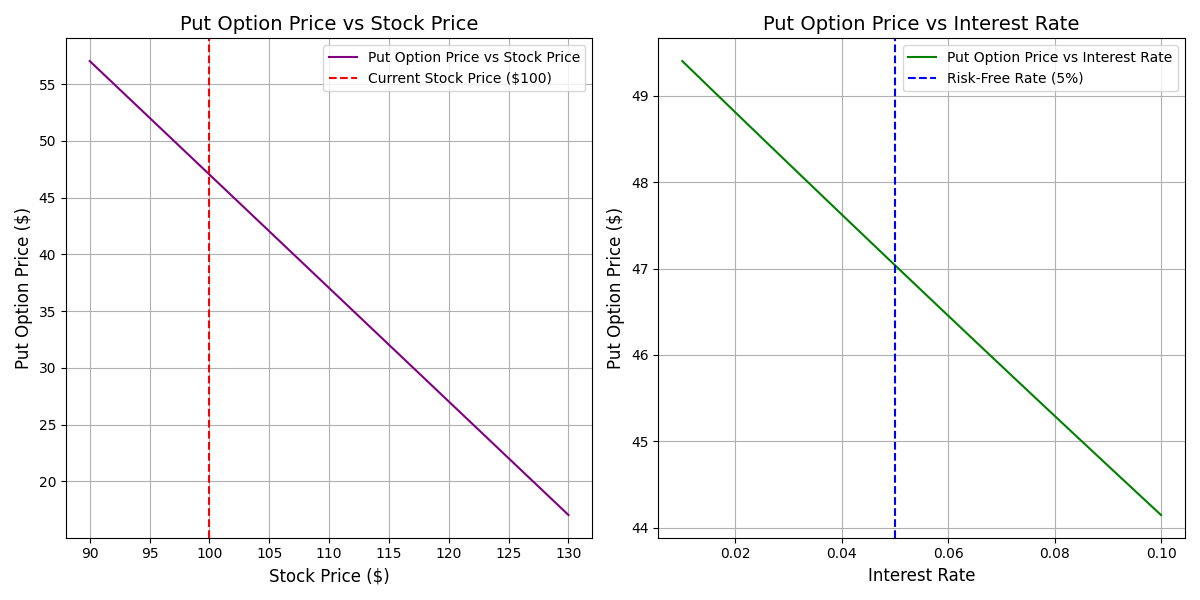 Put Option Price vs Stock Price
Put Option Price vs Stock Price
Current Stock Price ($100)
Put Option Price ($)
55
50
45
40
35
30
25
20
90 95 100 105 110 115 120 125 130
Stock Price ($)
Put Option Price vs Interest Rate
Put Option Price vs Interest Rate
Risk-Free Rate (5%)
Put Option Price ($)
49
48
47
46
45
44
0.02 0.04 0.06 0.08 0.10
Interest Rate